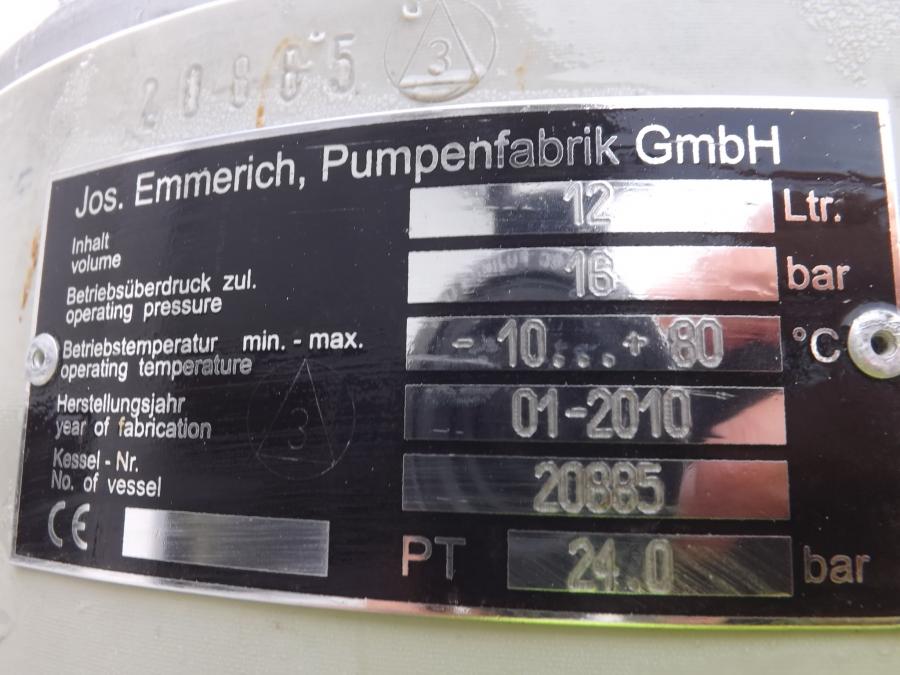 20885 3
Jos. Emmerich, Pumpenfabrik GmbH
Inhalt
volume
12 Ltr.
Betriebsüberdruck zul.
operating pressure
16 bar
Betriebstemperatur min. - max.
operating temperature
- 10...+ 80 °C
Herstellungsjahr
year of fabrication
01-2010
Kessel - Nr.
No. of vessel
20885
3
CE
PT 24.0 bar